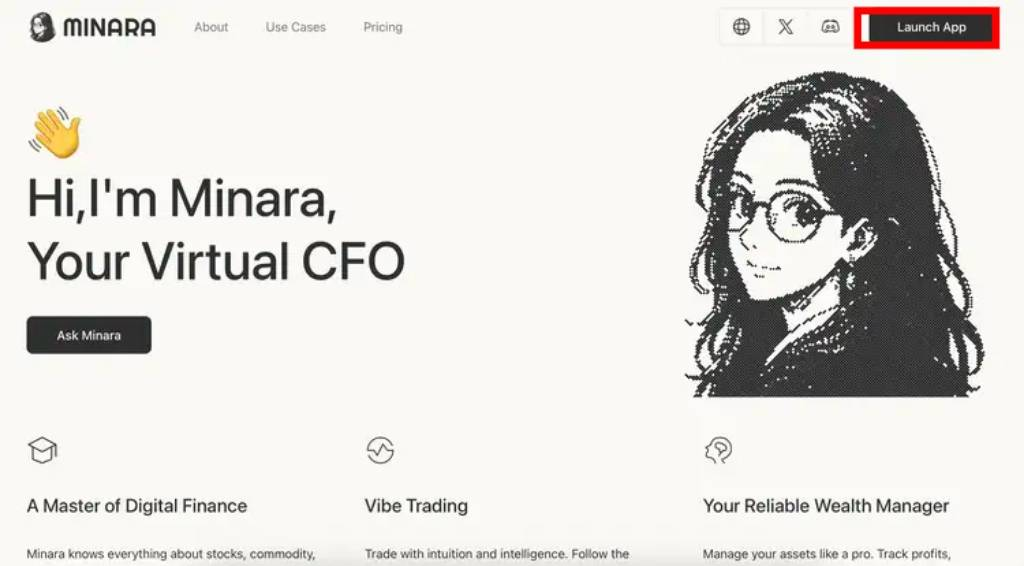 MINARA
About
Use Cases
Pricing
Launch App
Hi,I'm Minara,
Your Virtual CFO
Ask Minara
A Master of Digital Finance
Vibe Trading
Your Reliable Wealth Manager
Minara knows everything about stocks, commodity,
Trade with intuition and intelligence. Follow the
Manage your assets like a pro. Track profits,